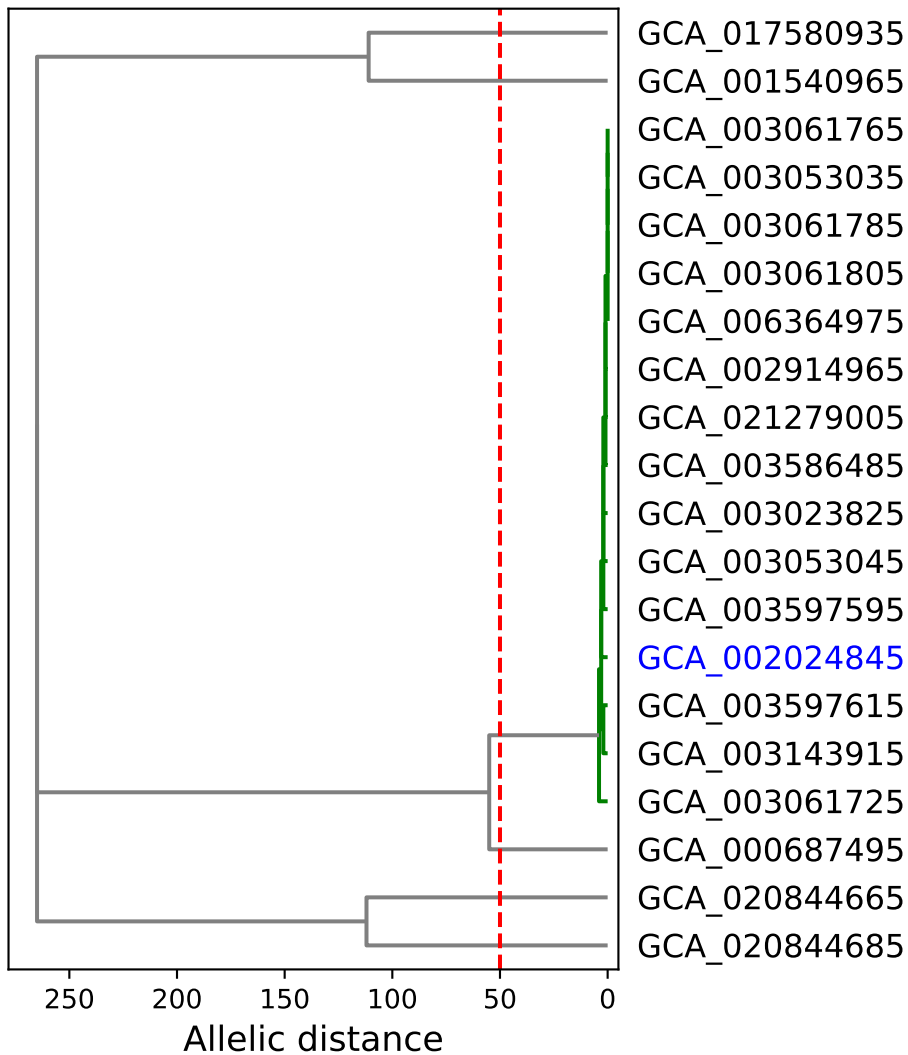 GCA_017580935
GCA_001540965
GCA_003061765
GCA_003053035
GCA_003061785
GCA_003061805
GCA_006364975
GCA_002914965
GCA_021279005
GCA_003586485
GCA_003023825
GCA_003053045
GCA_003597595
GCA_002024845
GCA_003597615
GCA_003143915
GCA_003061725
GCA_000687495
GCA_020844665
GCA_020844685
250 200 150 100 50 0
Allelic distance